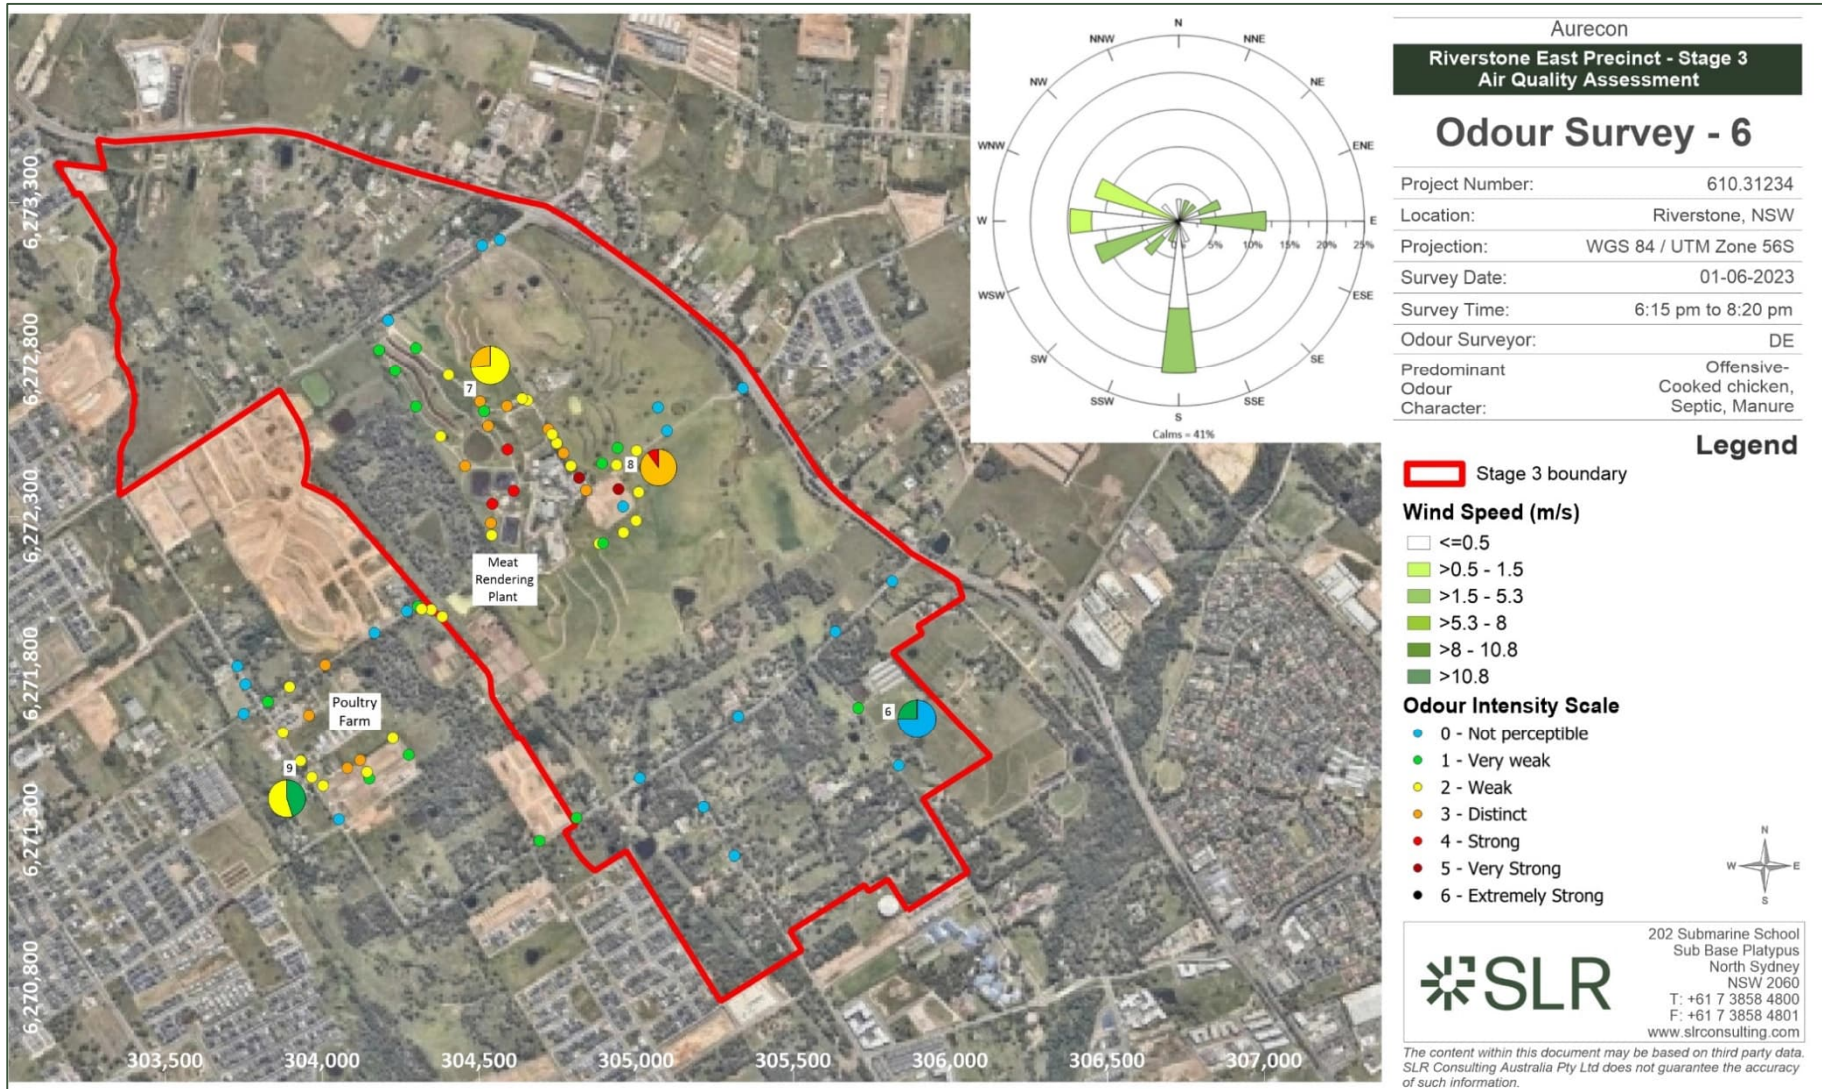 N
NNW
NNE
NW
NE
WNW
ENE
W
E
0%
5%
10%
15%
20%
25%
WSW
ESE
SW
SE
SSW
SSE
S
Calms = 41%
6,273,300
6,272,800
6,272,300
6,271,800
6,271,300
6,270,800
303,500
304,000
304,500
305,000
305,500
306,000
306,500
307,000
7
8
Meat
Rendering
Plant
Poultry
Farm
6
9
Aurecon
Riverstone East Precinct - Stage 3
Air Quality Assessment
Odour Survey - 6
Project Number: 610.31234
Location: Riverstone, NSW
Projection: WGS 84 / UTM Zone 56S
Survey Date: 01-06-2023
Survey Time: 6:15 pm to 8:20 pm
Odour Surveyor: DE
Predominant Odour Character: Offensive- Cooked chicken, Septic, Manure
Legend
Stage 3 boundary
Wind Speed (m/s)
<=0.5
>0.5 - 1.5
>1.5 - 5.3
>5.3 - 8
>8 - 10.8
>10.8
Odour Intensity Scale
0 - Not perceptible
1 - Very weak
2 - Weak
3 - Distinct
4 - Strong
5 - Very Strong
6 - Extremely Strong
N
W
E
S
SLR
202 Submarine School
Sub Base Platypus
North Sydney
NSW 2060
T: +61 7 3858 4800
F: +61 7 3858 4801
www.slrconsulting.com
The content within this document may be based on third party data.
SLR Consulting Australia Pty Ltd does not guarantee the accuracy
of such information.